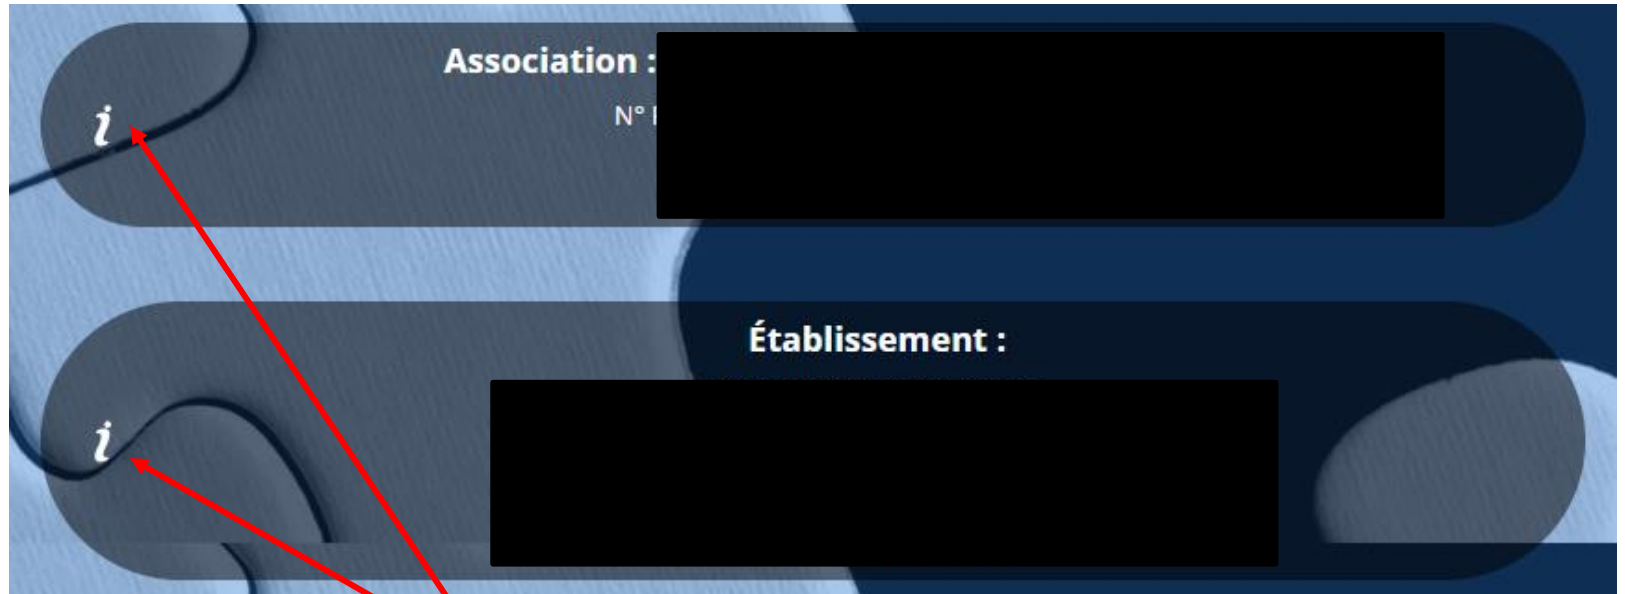 Association :
i
N°
Établissement :
i